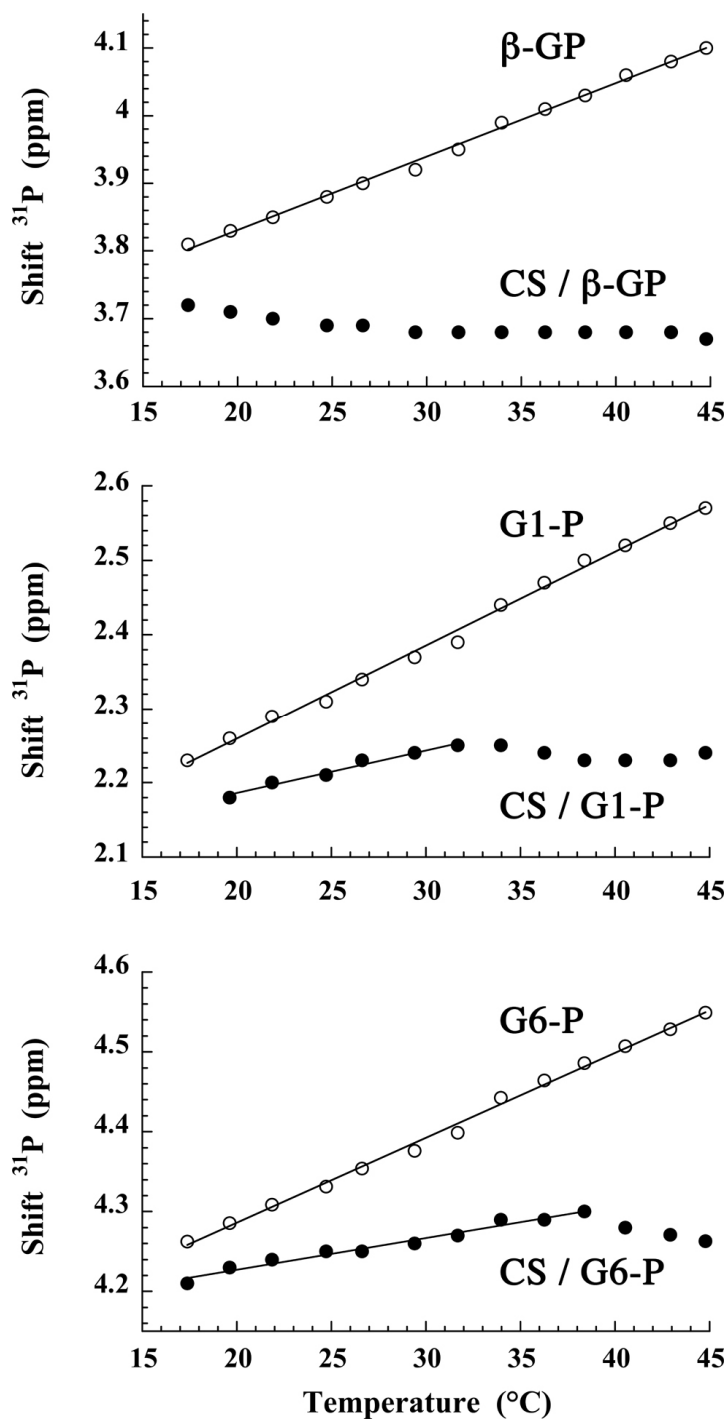 4.1
β-GP
4
3.9
Shift ³¹P (ppm)
3.8
CS / β-GP
3.7
3.6
15 20 25 30 35 40 45
2.6
G1-P
2.5
2.4
Shift ³¹P (ppm)
2.3
2.2
CS / G1-P
2.1
15 20 25 30 35 40 45
4.6
G6-P
4.5
4.4
Shift ³¹P (ppm)
4.3
CS / G6-P
4.2
15 20 25 30 35 40 45
Temperature (°C)